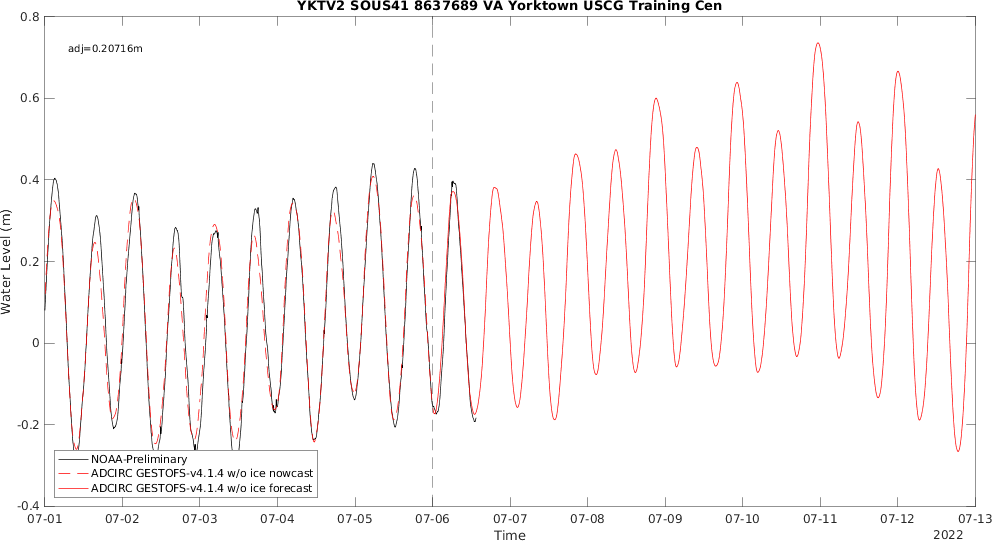 YKTV2 SOUS41 8637689 VA Yorktown USCG Training Cen
adj=0.20716m
0.8
0.6
0.4
0.2
0
-0.2
-0.4
Water Level (m)
NOAA-Preliminary
ADCIRC GESTOFS-v4.1.4 w/o ice nowcast
ADCIRC GESTOFS-v4.1.4 w/o ice forecast
07-01 07-02 07-03 07-04 07-05 07-06 07-07 07-08 07-09 07-10 07-11 07-12 07-13
Time
2022